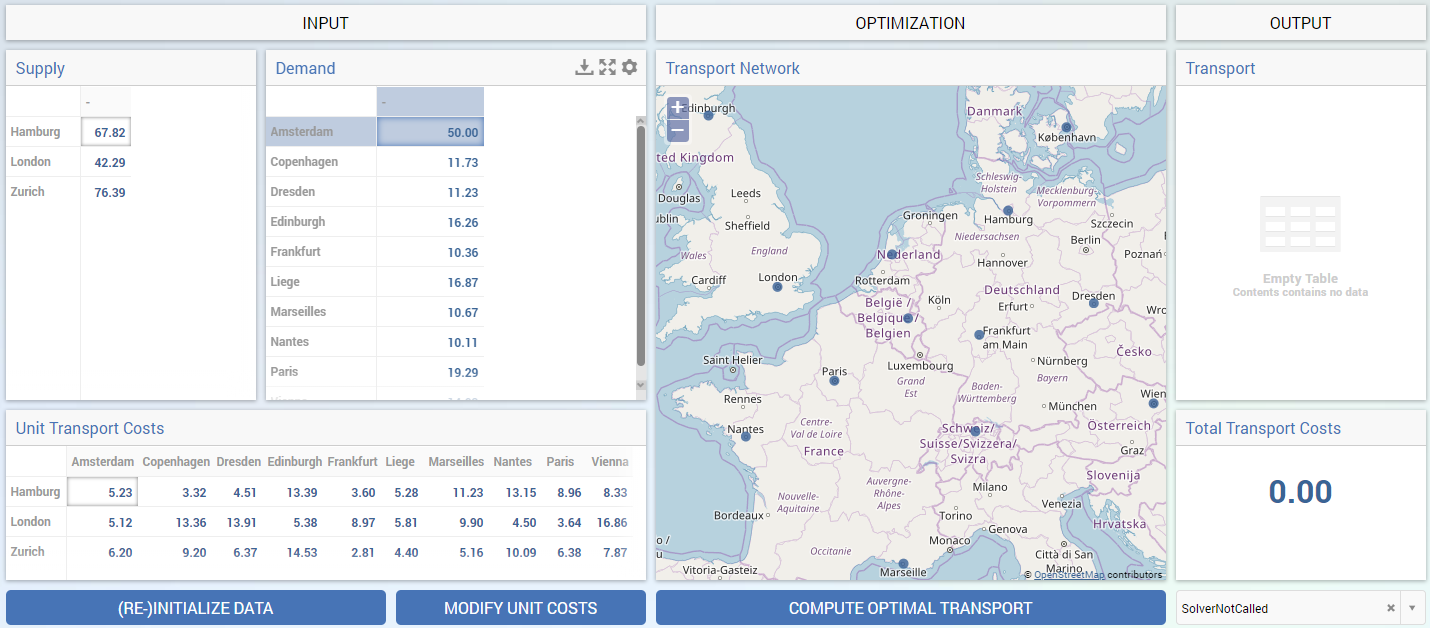 INPUT
OPTIMIZATION
OUTPUT
Supply
-
Hamburg 67.82
London 42.29
Zurich 76.39
Demand
-
Amsterdam 50.00
Copenhagen 11.73
Dresden 11.23
Edinburgh 16.26
Frankfurt 10.36
Liege 16.87
Marseilles 10.67
Nantes 10.11
Paris 19.29
Unit Transport Costs
Amsterdam Copenhagen Dresden Edinburgh Frankfurt Liege Marseilles Nantes Paris Vienna
Hamburg 5.23 3.32 4.51 13.39 3.60 5.28 11.23 13.15 8.96 8.33
London 5.12 13.36 13.91 5.38 8.97 5.81 9.90 4.50 3.64 16.86
Zurich 6.20 9.20 6.37 14.53 2.81 4.40 5.16 10.09 6.38 7.87
(RE-)INITIALIZE DATA
MODIFY UNIT COSTS
Transport Network
+
−
dinburgh
Danmark
København
ted Kingdom
Schleswig-
Holstein
Mecklenburg-
Vorpommern
Douglas
Leeds
ublin
Sheffield
Groningen
Hamburg
Szczecin
Niedersachsen
Berlin
England
Wales
Nederland
Poznań
Hannover
Cardiff
London
Rotterdam
Deutschland
België /
Belgique /
Belgien
Köln
Erfurt
Dresden
Wro
Frankfurt
am Main
Saint Helier
Luxembourg
Nürnberg
Česko
Paris
Grand
Est
Bayern
Rennes
Baden-
Württemberg
Wien
München
Nantes
Centre-
Val de Loire
France
Schweiz/
Suisse/Svizzera/
Svizra
Österreich
Graz
Slovenija
Nouvelle-
Aquitaine
Auvergne-
Rhône-
Alpes
Milano
Venezia
Bordeaux
Torino
Genova
Hrvatska
o /
u
Occitanie
Monaco
Città di San
Marino
Vitoria-Gasteiz
Marseille
© OpenStreetMap contributors
COMPUTE OPTIMAL TRANSPORT
Transport
Empty Table
Contents contains no data
Total Transport Costs
0.00
SolverNotCalled